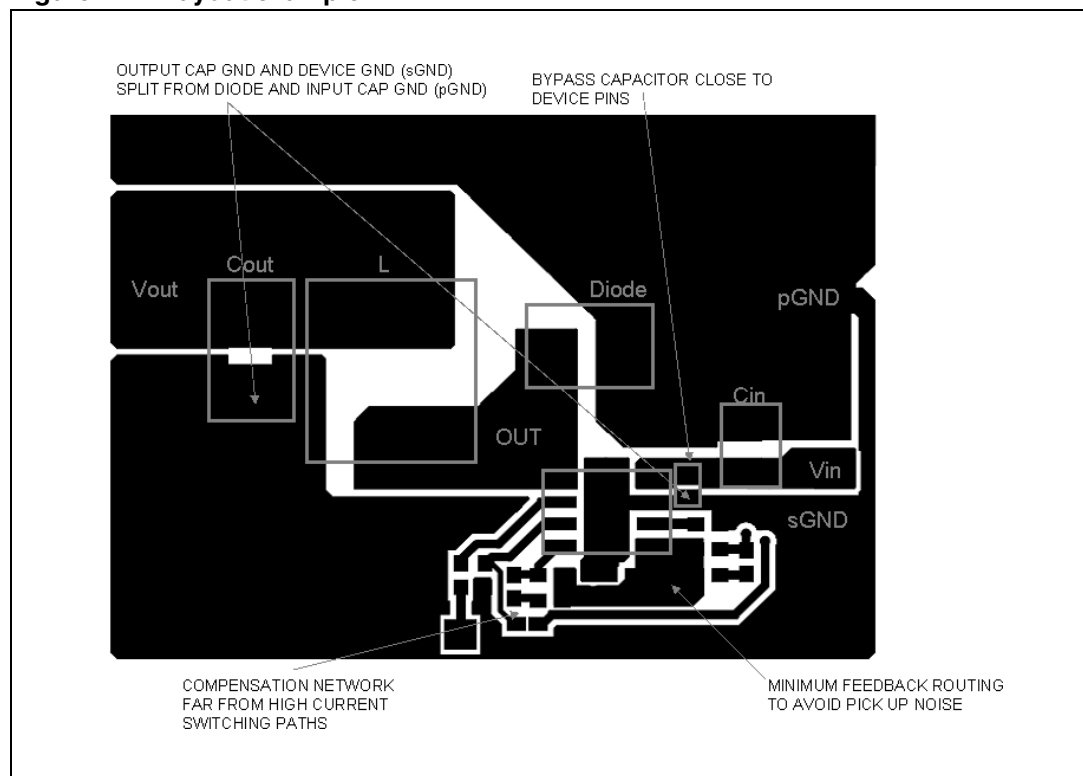 OUTPUT CAP GND AND DEVICE GND (sGND)
SPLIT FROM DIODE AND INPUT CAP GND (pGND)
BYPASS CAPACITOR CLOSE TO
DEVICE PINS
Cout
L
Vout
Diode
pGND
Cin
OUT
Vin
sGND
COMPENSATION NETWORK
FAR FROM HIGH CURRENT
SWITCHING PATHS
MINIMUM FEEDBACK ROUTING
TO AVOID PICK UP NOISE